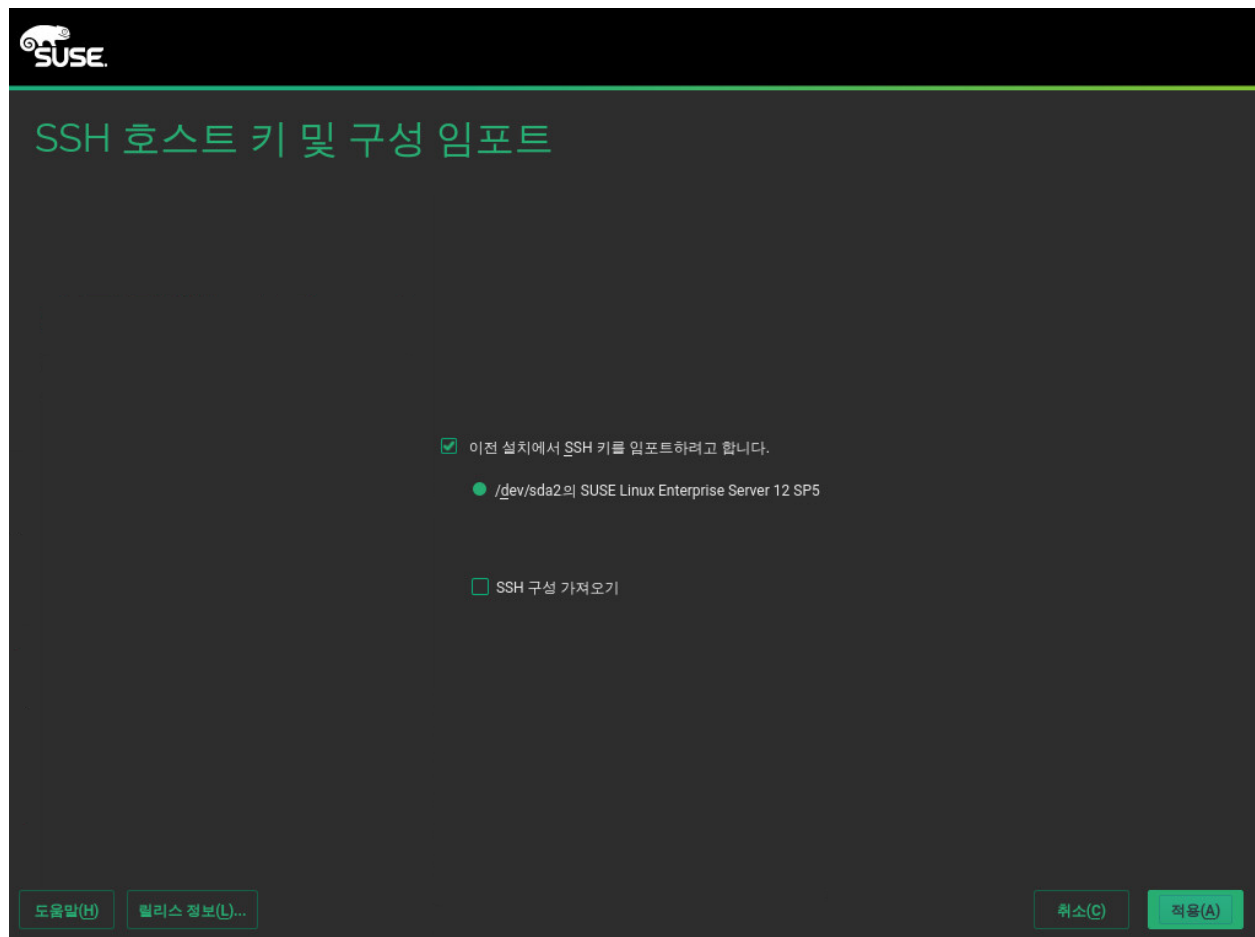 SUSE.
SSH 호스트 키 및 구성 임포트
이전 설치에서 SSH 키를 임포트하려고 합니다.
/dev/sda2의 SUSE Linux Enterprise Server 12 SP5
SSH 구성 가져오기
도움말(H) 릴리스 정보(L)... 취소(C) 적용(A)